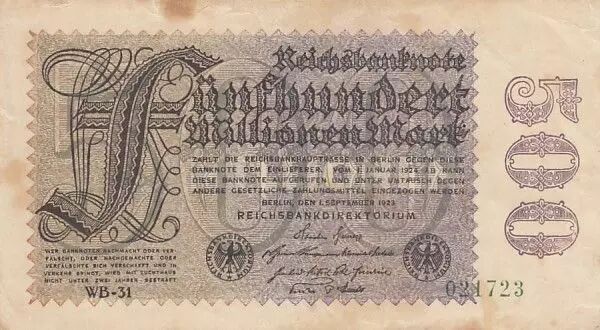 Reichsbanknote
Fünfhundert
Millionen Mark
ZAHLT DIE REICHSBANKHAUPTKASSE IN BERLIN GEGEN DIESE
BANKNOTE DEM EINLIEFERER. VOM 1. JANUAR 1924 AB KANN
DIESE BANKNOTE AUFGERUFEN UND UNTER UMTAUSCH GEGEN
ANDERE GESETZLICHE ZAHLUNGSMITTEL EINGEZOGEN WERDEN
BERLIN, DEN 1. SEPTEMBER 1923
REICHSBANKDIREKTORIUM
WER BANKNOTEN NACHMACHT ODER VER-
FÄLSCHT, ODER NACHGEMACHTE ODER
VERFÄLSCHTE SICH VERSCHAFFT UND IN
VERKEHR BRINGT, WIRD MIT ZUCHTHAUS
NICHT UNTER ZWEI JAHREN BESTRAFT
WB-31
021723
500